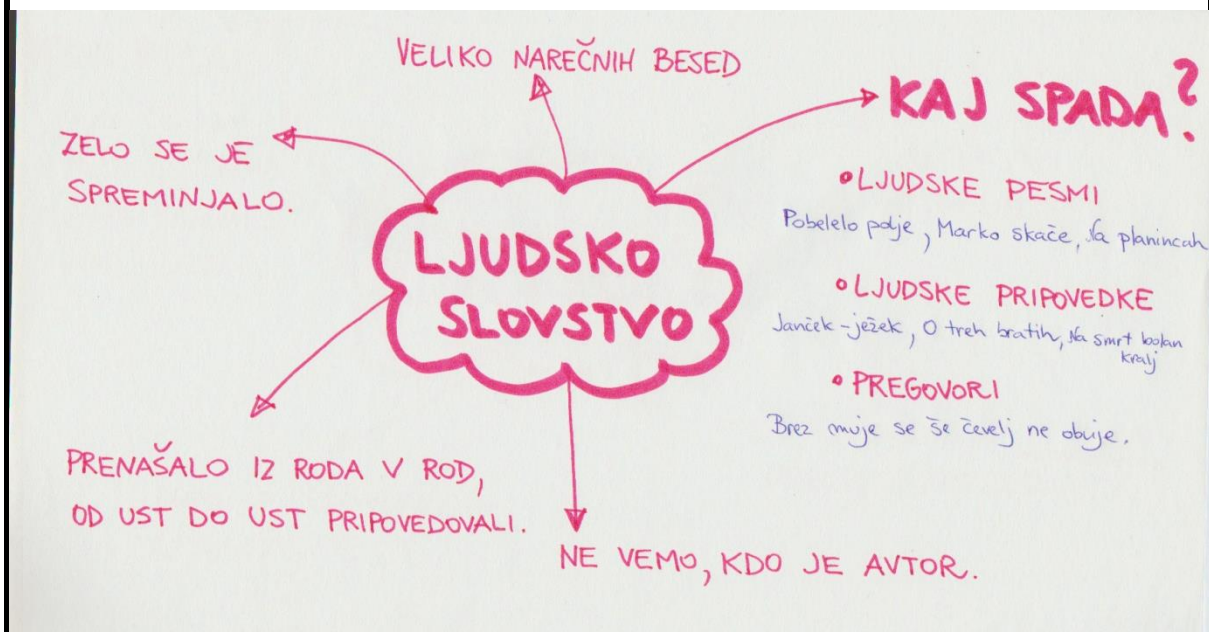 VELIKO NAREČNIH BESED
KAJ SPADA?
ZELO SE JE
SPREMINJALO.
LJUDSKO
SLOVSTVO
•LJUDSKE PESMI
Pobelelo polje, Marko skače, Na planincah
•LJUDSKE PRIPOVEDKE
Janček-ježek, O treh bratih, Na smrt bolan
kralj
•PREGOVORI
Brez muje se še čevelj ne obuje.
PRENAŠALO IZ RODA V ROD,
OD UST DO UST PRIPOVEDOVALI.
NE VEMO, KDO JE AVTOR.